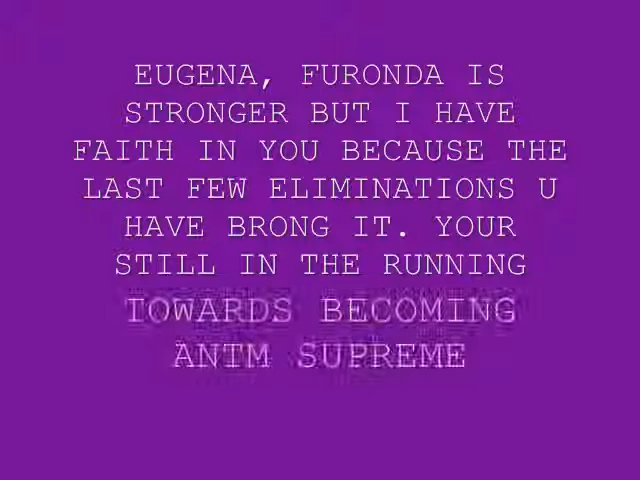 EUGENA, FURONDA IS
STRONGER BUT I HAVE
FAITH IN YOU BECAUSE THE
LAST FEW ELIMINATIONS U
HAVE BRONG IT. YOUR
STILL IN THE RUNNING
TOWARDS BECOMING
ANTM SUPREME